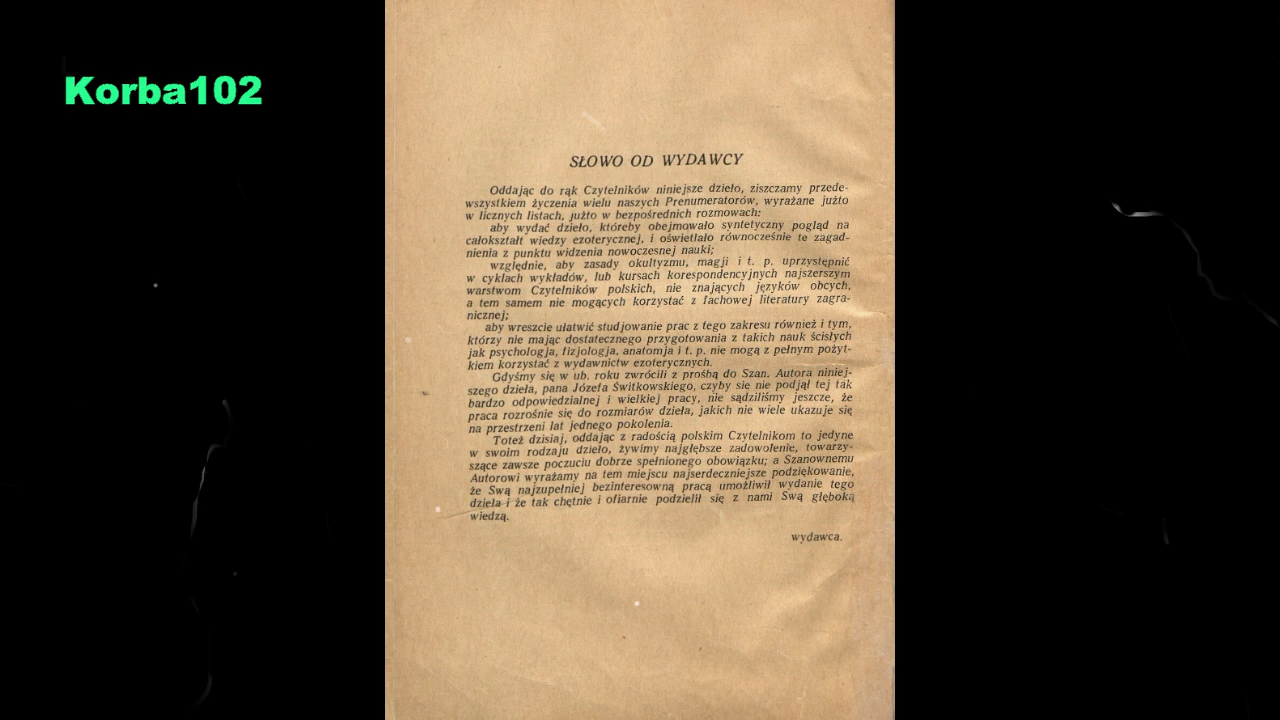 Korba102
SŁOWO OD WYDAWCY
Oddając do rąk Czytelników niniejsze dzieło, ziszczamy przede-
wszystkiem życzenia wielu naszych Prenumeratorów, wyrażane jużto
w licznych listach, jużto w bezpośrednich rozmowach:
aby wydać dzieło, któreby obejmowało syntetyczny pogląd na
całokształt wiedzy ezoterycznej, i oświetlało równocześnie te zagad-
nienia z punktu widzenia nowoczesnej nauki;
względnie, aby zasady okultyzmu, magji i t. p. uprzystępnić
w cyklach wykładów, lub kursach korespondencyjnych najszerszym
warstwom Czytelników polskich, nie znających języków obcych,
a tem samem nie mogących korzystać z fachowej literatury zagra-
nicznej;
aby wreszcie ułatwić studjowanie prac z tego zakresu również i tym,
którzy nie mając dostatecznego przygotowania z takich nauk ścisłych
jak psychologja, fizjologja, anatomja i t. p. nie mogą z pełnym pożyt-
kiem korzystać z wydawnictw ezoterycznych.
Gdyśmy się w ub. roku zwrócili z prośbą do Szan. Autora niniej-
szego dzieła, pana Józefa Świtkowskiego, czyby się nie podjął tej tak
bardzo odpowiedzialnej i wielkiej pracy, nie sądziliśmy jeszcze, że
praca rozrośnie się do rozmiarów dzieła, jakich nie wiele ukazuje się
na przestrzeni lat jednego pokolenia.
Toteż dzisiaj, oddając z radością polskim Czytelnikom to jedyne
w swoim rodzaju dzieło, żywimy najgłębsze zadowolenie, towarzy-
szące zawsze poczuciu dobrze spełnionego obowiązku; a Szanownemu
Autorowi wyrażamy na tem miejscu najserdeczniejsze podziękowanie,
że Swą najzupełniej bezinteresowną pracą umożliwił wydanie tego
dzieła i że tak chętnie i ofiarnie podzielił się z nami Swą głęboką
wiedzą.
wydawca.